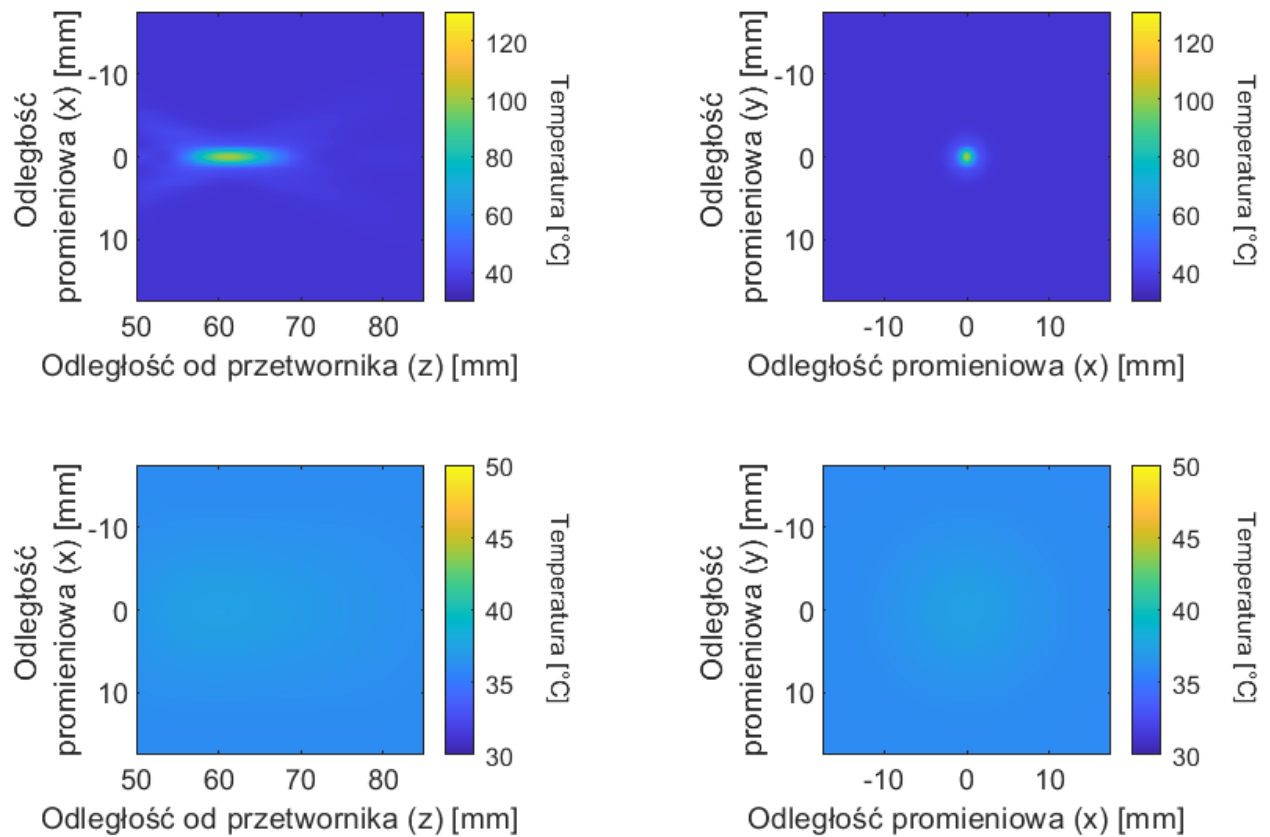 Odległość
promieniowa (x) [mm]
-10
0
10
50
60
70
80
Odległość od przetwornika (z) [mm]
120
100
80
60
40
Temperatura [°C]
Odległość
promieniowa (y) [mm]
-10
0
10
-10
0
10
Odległość promieniowa (x) [mm]
120
100
80
60
40
Temperatura [°C]
Odległość
promieniowa (x) [mm]
-10
0
10
50
60
70
80
Odległość od przetwornika (z) [mm]
50
45
40
35
30
Temperatura [°C]
Odległość
promieniowa (y) [mm]
-10
0
10
-10
0
10
Odległość promieniowa (x) [mm]
50
45
40
35
30
Temperatura [°C]